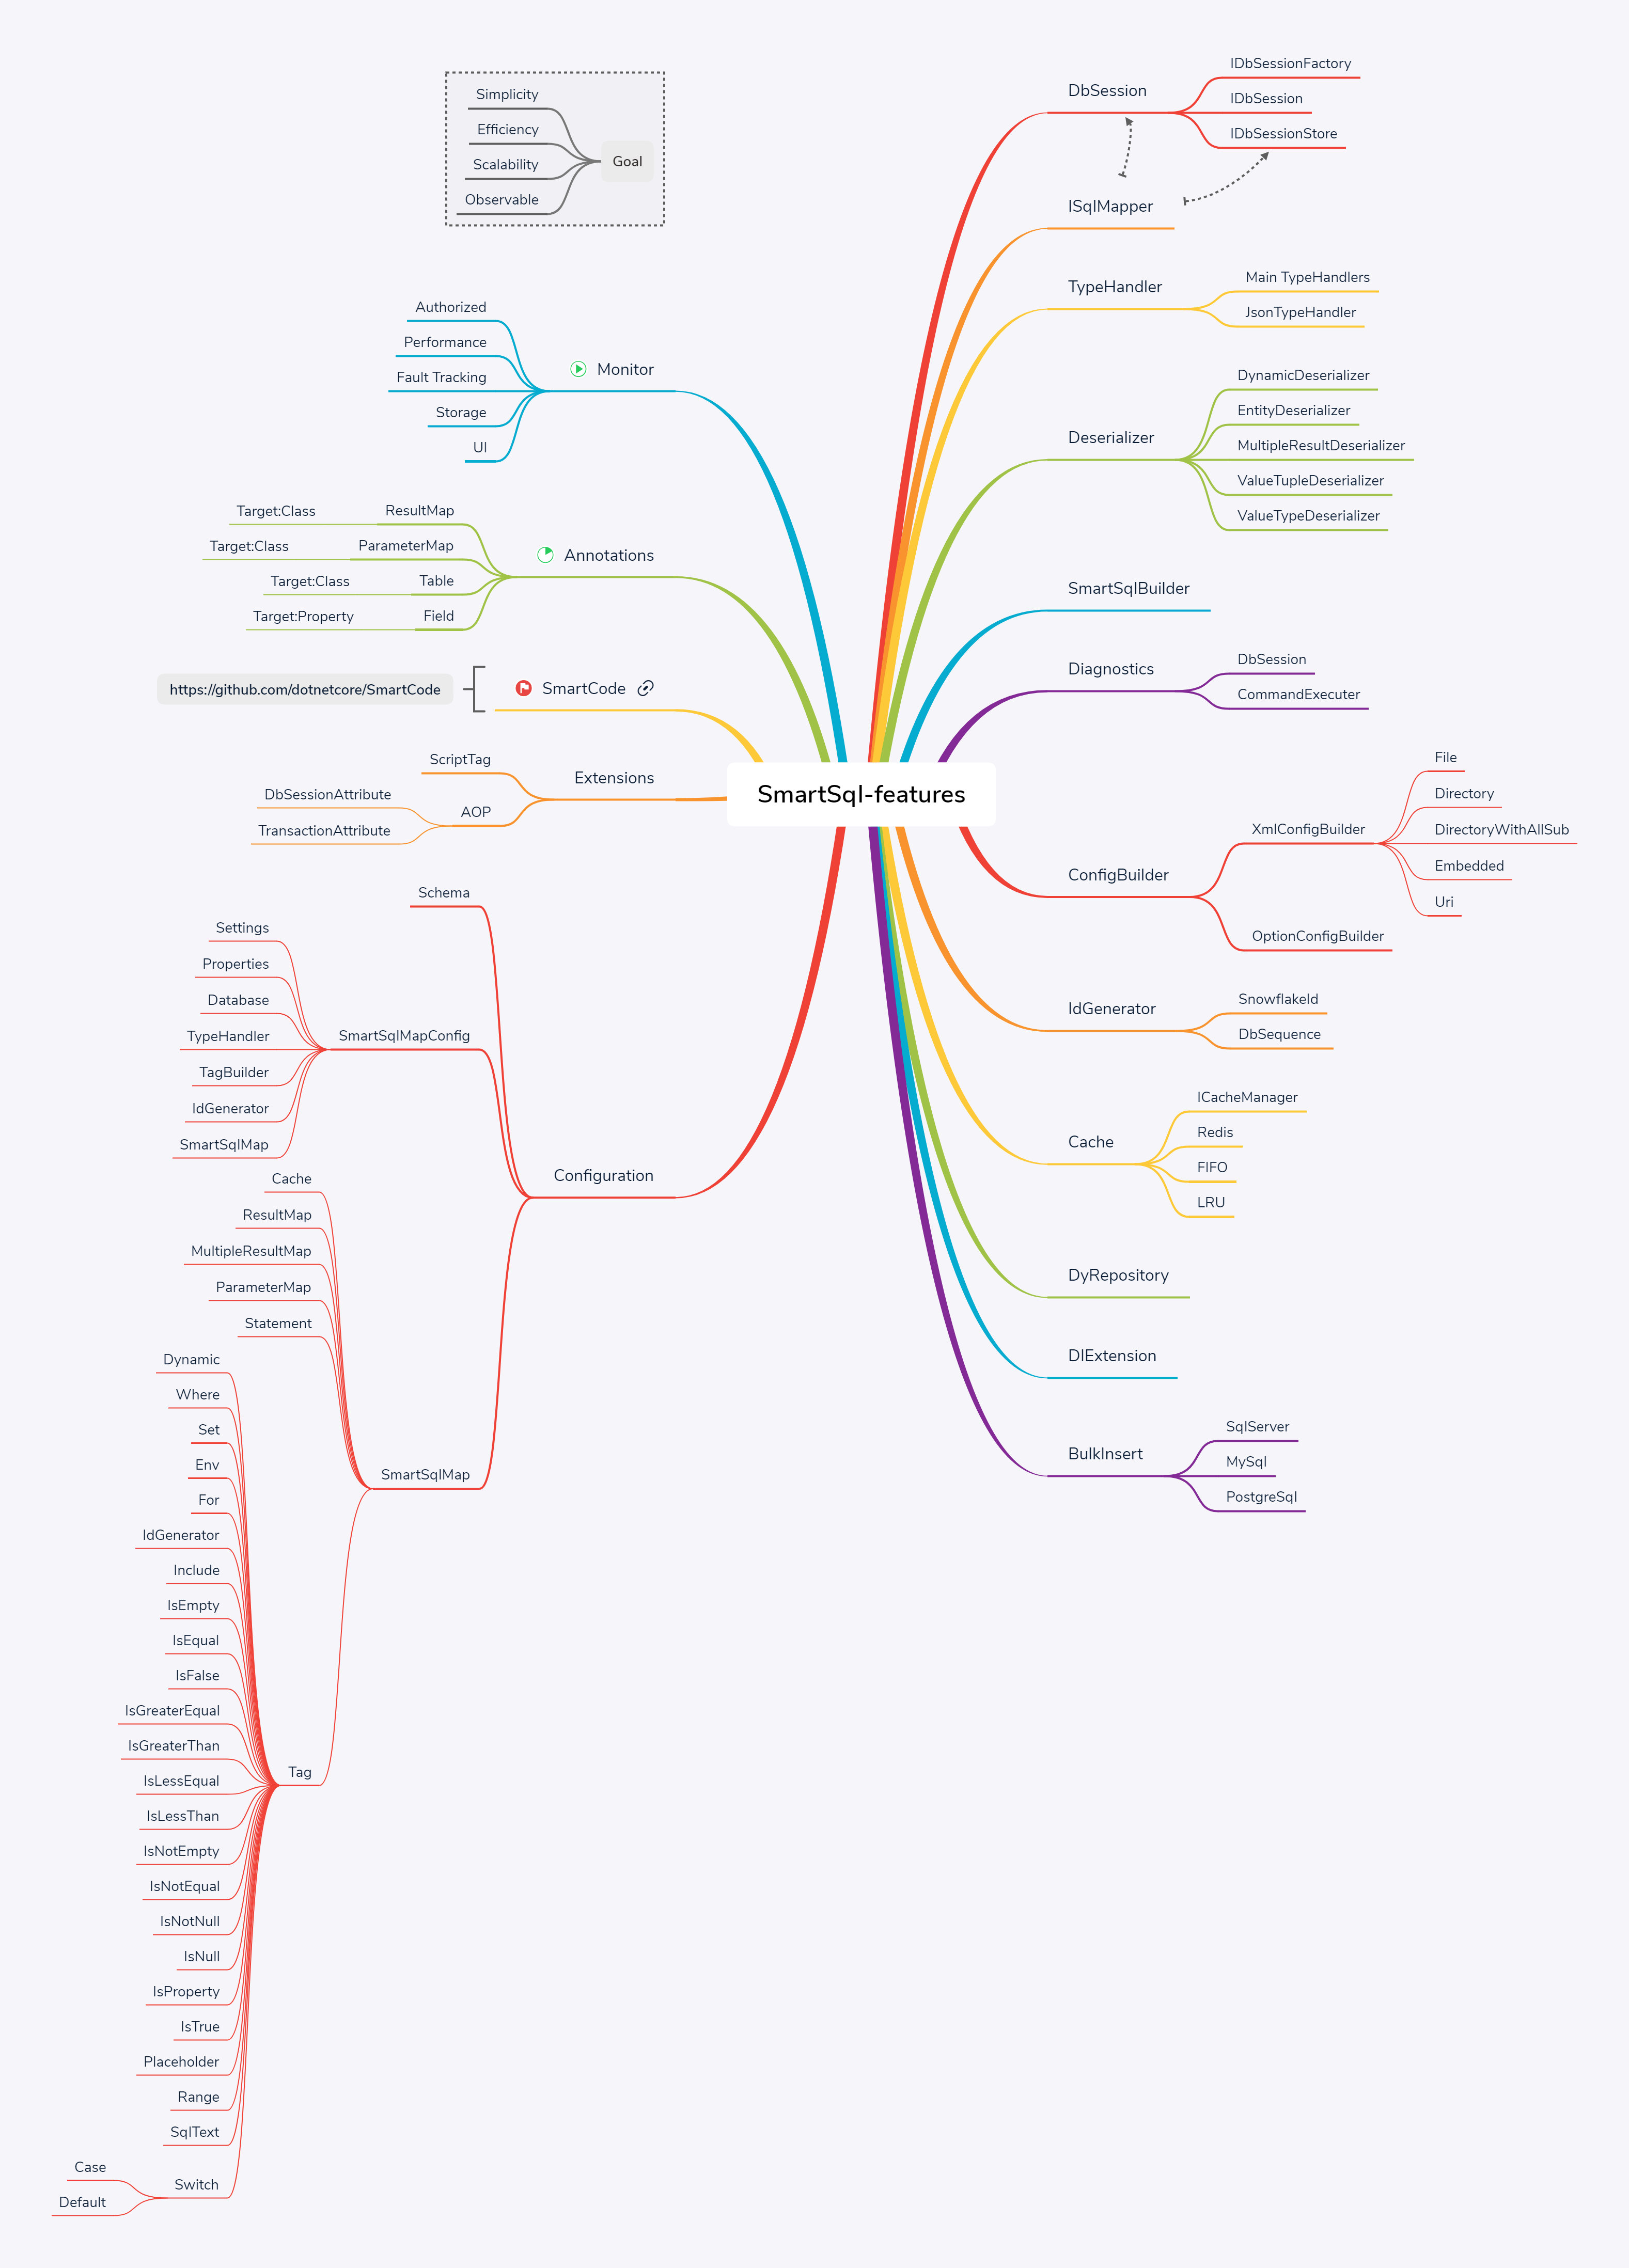 Simplicity
Efficiency
Scalability
Observable
Goal
Authorized
Performance
Fault Tracking
Storage
UI
Monitor
Target:Class
ResultMap
Target:Class
ParameterMap
Target:Class
Table
Target:Property
Field
Annotations
https://github.com/dotnetcore/SmartCode
SmartCode
ScriptTag
DbSessionAttribute
TransactionAttribute
AOP
Extensions
SmartSql-features
Schema
Settings
Properties
Database
TypeHandler
TagBuilder
IdGenerator
SmartSqlMap
SmartSqlMapConfig
Configuration
Cache
ResultMap
MultipleResultMap
ParameterMap
Statement
SmartSqlMap
Dynamic
Where
Set
Env
For
IdGenerator
Include
IsEmpty
IsEqual
IsFalse
IsGreaterEqual
IsGreaterThan
IsLessEqual
IsLessThan
IsNotEmpty
IsNotEqual
IsNotNull
IsNull
IsProperty
IsTrue
Placeholder
Range
SqlText
Tag
Case
Default
Switch
DbSession
IDbSessionFactory
IDbSession
IDbSessionStore
ISqlMapper
TypeHandler
Main TypeHandlers
JsonTypeHandler
Deserializer
DynamicDeserializer
EntityDeserializer
MultipleResultDeserializer
ValueTupleDeserializer
ValueTypeDeserializer
SmartSqlBuilder
Diagnostics
DbSession
CommandExecuter
ConfigBuilder
XmlConfigBuilder
File
Directory
DirectoryWithAllSub
Embedded
Uri
OptionConfigBuilder
IdGenerator
SnowflakeId
DbSequence
Cache
ICacheManager
Redis
FIFO
LRU
DyRepository
DIExtension
BulkInsert
SqlServer
MySql
PostgreSql